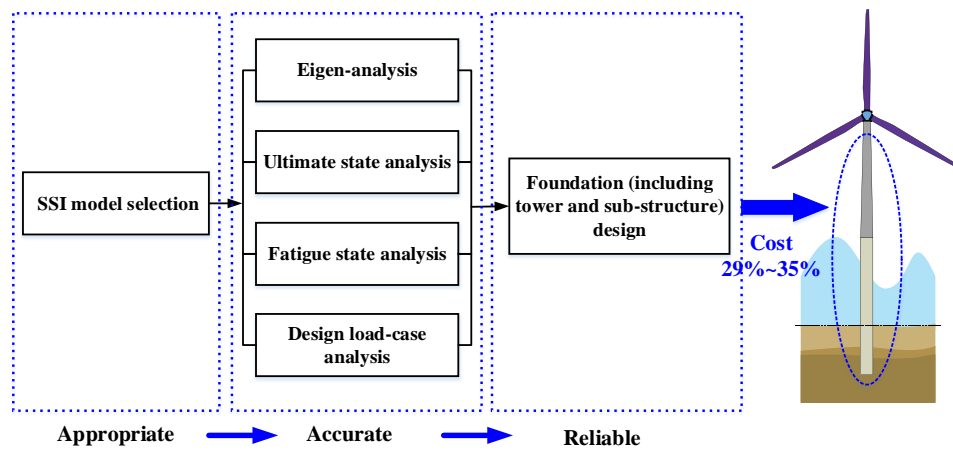 SSI model selection
Eigen-analysis
Ultimate state analysis
Fatigue state analysis
Design load-case
analysis
Foundation (including
tower and sub-structure)
design
Cost
29%~35%
Appropriate
Accurate
Reliable